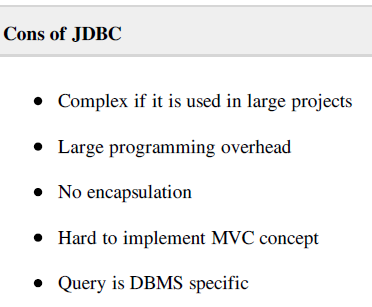 Cons of JDBC
● Complex if it is used in large projects
● Large programming overhead
● No encapsulation
● Hard to implement MVC concept
● Query is DBMS specific